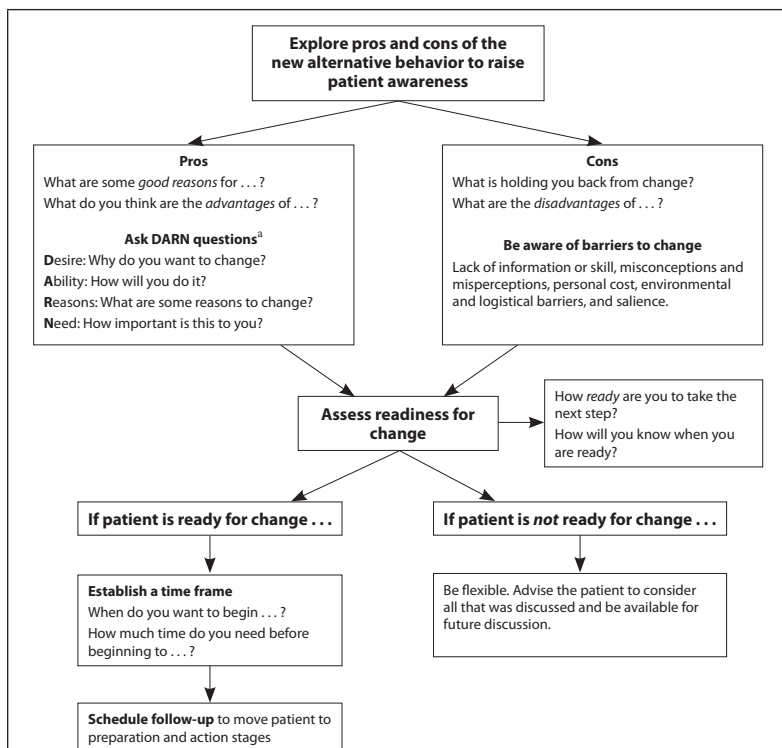 Explore pros and cons of the
new alternative behavior to raise
patient awareness
Pros
What are some good reasons for . . . ?
What do you think are the advantages of . . . ?
Ask DARN questionsa
Desire: Why do you want to change?
Ability: How will you do it?
Reasons: What are some reasons to change?
Need: How important is this to you?
Cons
What is holding you back from change?
What are the disadvantages of . . . ?
Be aware of barriers to change
Lack of information or skill, misconceptions and
misperceptions, personal cost, environmental
and logistical barriers, and salience.
Assess readiness for
change
How ready are you to take the
next step?
How will you know when you
are ready?
If patient is ready for change . . .
If patient is not ready for change . . .
Establish a time frame
When do you want to begin . . . ?
How much time do you need before
beginning to . . . ?
Be flexible. Advise the patient to consider
all that was discussed and be available for
future discussion.
Schedule follow-up to move patient to
preparation and action stages